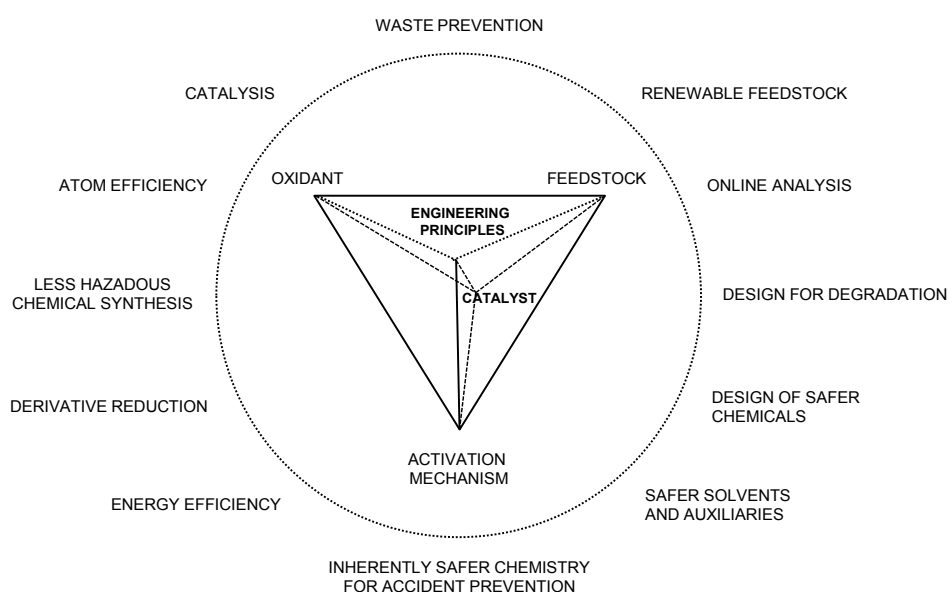 WASTE PREVENTION
CATALYSIS
RENEWABLE FEEDSTOCK
ATOM EFFICIENCY
OXIDANT
FEEDSTOCK
ONLINE ANALYSIS
ENGINEERING
PRINCIPLES
LESS HAZADOUS
CHEMICAL SYNTHESIS
CATALYST
DESIGN FOR DEGRADATION
DERIVATIVE REDUCTION
DESIGN OF SAFER
CHEMICALS
ACTIVATION
MECHANISM
ENERGY EFFICIENCY
SAFER SOLVENTS
AND AUXILIARIES
INHERENTLY SAFER CHEMISTRY
FOR ACCIDENT PREVENTION